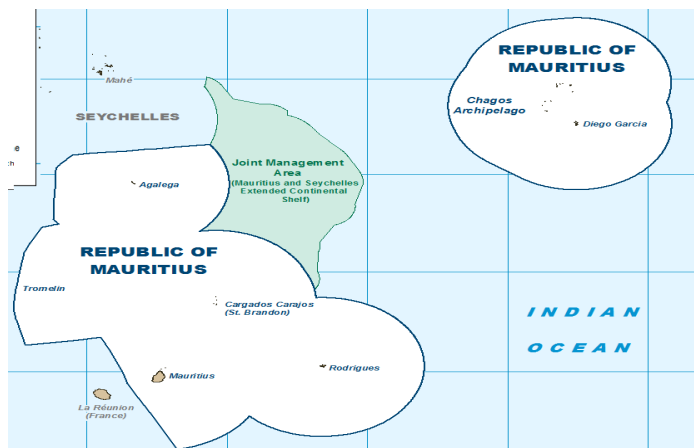 REPUBLIC OF
MAURITIUS
Mahé
Chagos
Archipelago
Diego Garcia
SEYCHELLES
Joint Management
Area
(Mauritius and Seychelles
Extended Continental
Shelf)
Agalega
REPUBLIC OF
MAURITIUS
Tromelin
Cargados Carajos
(St. Brandon)
INDIAN
OCEAN
Mauritius
Rodrigues
La Réunion
(France)